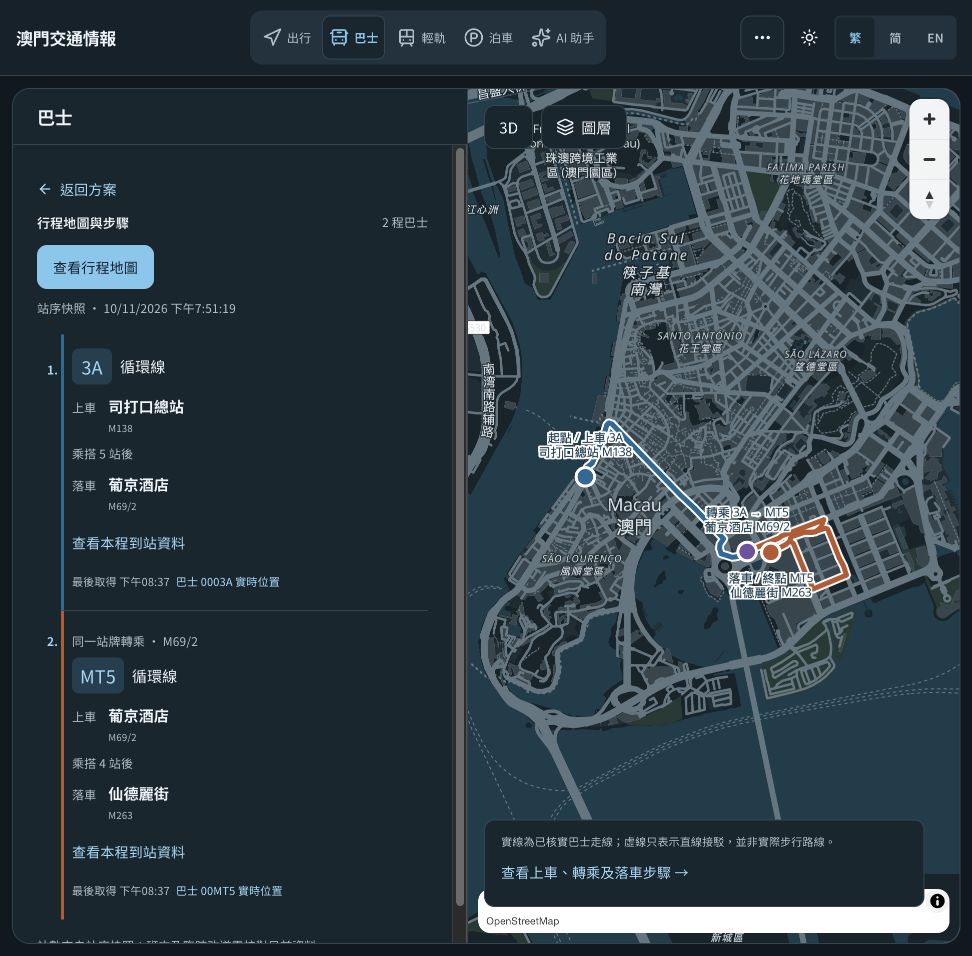 澳門交通情報
出行
巴士
輕軌
泊車
AI 助手
繁
简
EN
巴士
返回方案
行程地圖與步驟
2 程巴士
查看行程地圖
站序快照 • 10/11/2026 下午7:51:19
1.
3A 循環線
上車 司打口總站
M138
乘搭 5 站後
落車 葡京酒店
M69/2
查看本程到站資料
最後取得 下午08:37 巴士 0003A 實時位置
2.
同一站牌轉乘 • M69/2
MT5 循環線
上車 葡京酒店
M69/2
乘搭 4 站後
落車 仙德麗街
M263
查看本程到站資料
最後取得 下午08:37 巴士 00MT5 實時位置
3D
圖層
珠澳跨境工業
區 (澳門園區)
FÁTIMA PARISH
花地瑪堂區
江心洲
Bacia Sul
do Patane
筷子基
南灣
S30
SANTO ANTÓNIO
花王堂區
SÃO LÁZARO
望德堂區
南湾南路辅路
起點 / 上車 3A
司打口總站 M138
Macau
澳門
轉乘 3A → MT5
葡京酒店 M69/2
SÃO LOURENÇO
風順堂區
落車 / 終點 MT5
仙德麗街 M263
實線為已核實巴士走線；虛線只表示直線接駁，並非實際步行路線。
查看上車、轉乘及落車步驟 →
OpenStreetMap
新城區